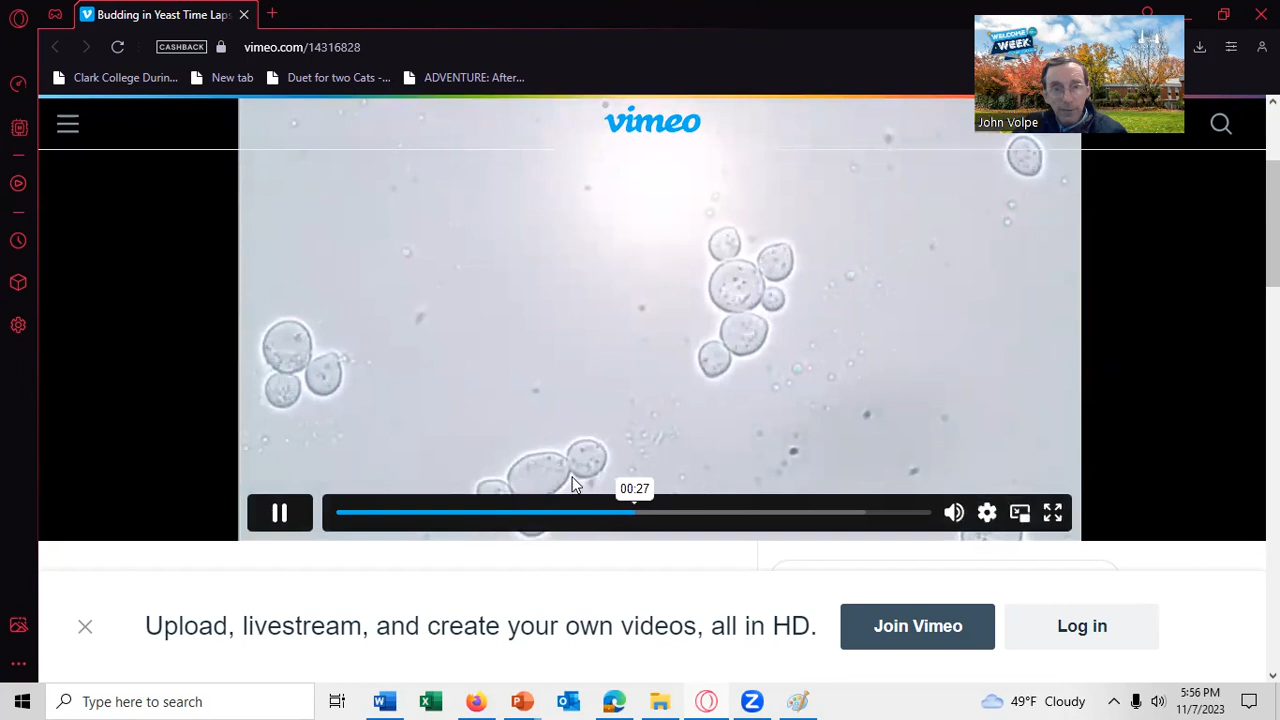 Budding in Yeast Time Laps
CASHBACK
vimeo.com/14316828
Clark College Durin...
New tab
Duet for two Cats -...
ADVENTURE: After...
WELCOME
WEEK
John Volpe
vimeo
00:27
Upload, livestream, and create your own videos, all in HD.
Join Vimeo
Log in
Type here to search
49°F Cloudy
5:56 PM
11/7/2023